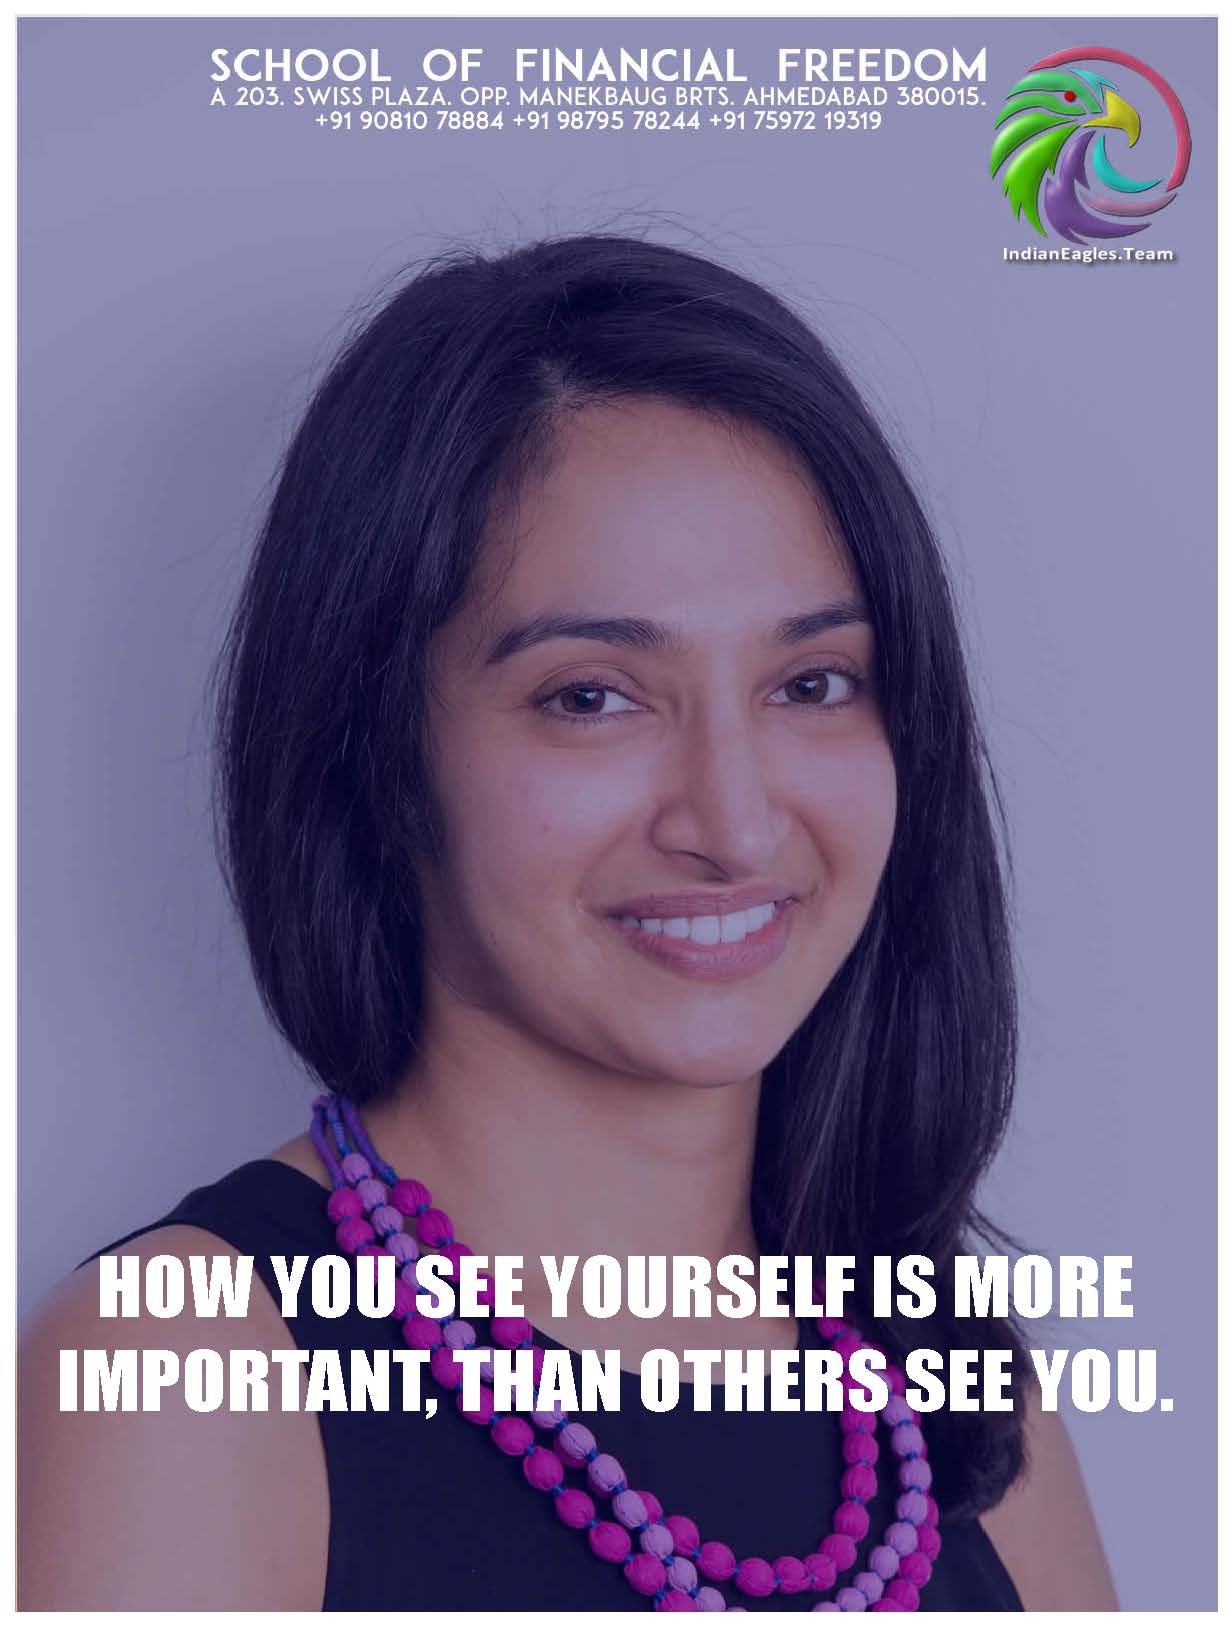 SCHOOL OF FINANCIAL FREEDOM
A 203. SWISS PLAZA. OPP. MANEKBAUG BRTS. AHMEDABAD 380015.
+91 90810 78884 +91 98795 78244 +91 75972 19319
IndianEagles.Team
HOW YOU SEE YOURSELF IS MORE
IMPORTANT, THAN OTHERS SEE YOU.